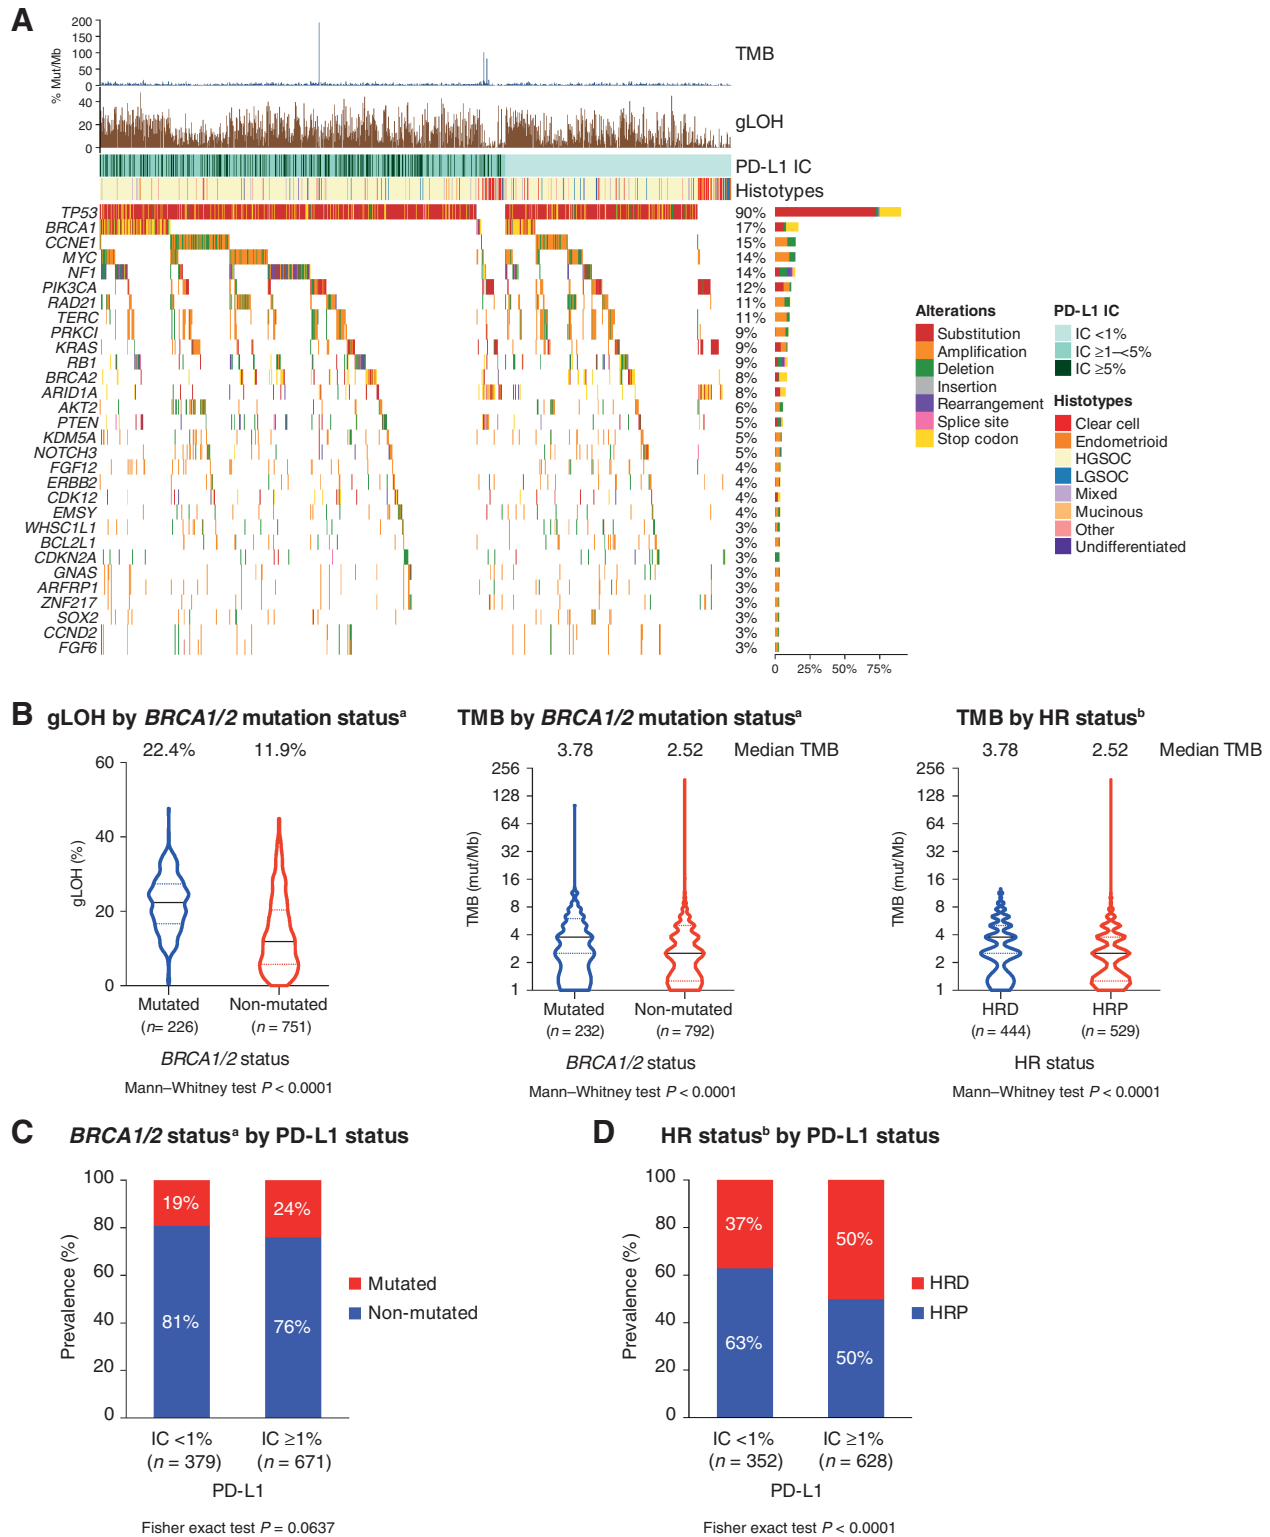 A
200
150
100
50
0
% Mut/Mb
TMB
40
20
0
gLOH
PD-L1 IC
Histotypes
TP53 90%
BRCA1 17%
CCNE1 15%
MYC 14%
NF1 14%
PIK3CA 12%
RAD21 11%
TERC 11%
PRKCI 9%
KRAS 9%
RB1 9%
BRCA2 8%
ARID1A 8%
AKT2 6%
PTEN 5%
KDM5A 5%
NOTCH3 5%
FGF12 4%
ERBB2 4%
CDK12 4%
EMSY 4%
WHSC1L1 3%
BCL2L1 3%
CDKN2A 3%
GNAS 3%
ARFRP1 3%
ZNF217 3%
SOX2 3%
CCND2 3%
FGF6 3%
0 25% 50% 75%
Alterations
Substitution
Amplification
Deletion
Insertion
Rearrangement
Splice site
Stop codon
PD-L1 IC
IC <1%
IC ≥1–<5%
IC ≥5%
Histotypes
Clear cell
Endometrioid
HGSOC
LGSOC
Mixed
Mucinous
Other
Undifferentiated
B
gLOH by BRCA1/2 mutation statusᵃ
22.4% 11.9%
60
40
20
0
gLOH (%)
Mutated Non-mutated
(n= 226) (n = 751)
BRCA1/2 status
Mann–Whitney test P < 0.0001
TMB by BRCA1/2 mutation statusᵃ
3.78 2.52 Median TMB
256
128
64
32
16
8
4
2
1
TMB (mut/Mb)
Mutated Non-mutated
(n = 232) (n = 792)
BRCA1/2 status
Mann–Whitney test P < 0.0001
TMB by HR statusᵇ
3.78 2.52 Median TMB
256
128
64
32
16
8
4
2
1
TMB (mut/Mb)
HRD HRP
(n = 444) (n = 529)
HR status
Mann–Whitney test P < 0.0001
C
BRCA1/2 statusᵃ by PD-L1 status
100
80
60
40
20
0
Prevalence (%)
19% 24%
81% 76%
Mutated
Non-mutated
IC <1% IC ≥1%
(n = 379) (n = 671)
PD-L1
Fisher exact test P = 0.0637
D
HR statusᵇ by PD-L1 status
100
80
60
40
20
0
Prevalence (%)
37% 50%
63% 50%
HRD
HRP
IC <1% IC ≥1%
(n = 352) (n = 628)
PD-L1
Fisher exact test P < 0.0001